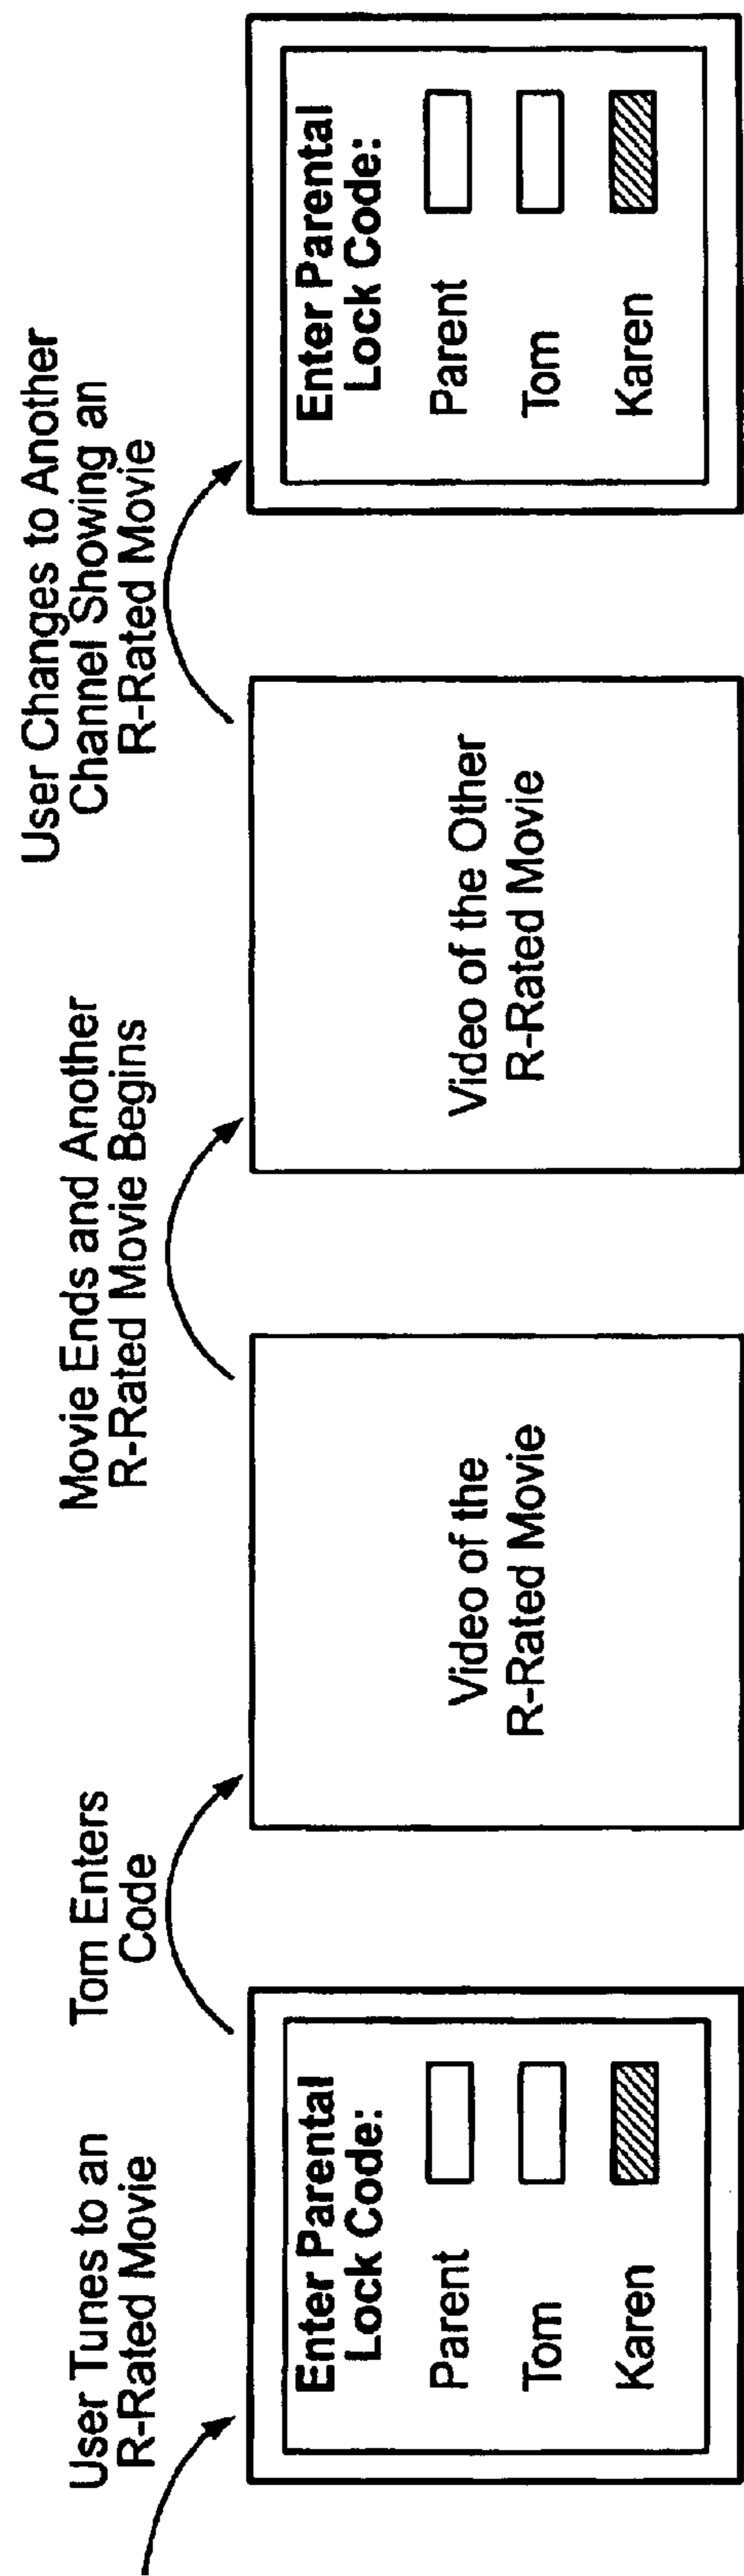 User Tunes to an
R-Rated Movie
Enter Parental
Lock Code:
Parent
Tom
Karen
Tom Enters
Code
Video of the
R-Rated Movie
Movie Ends and Another
R-Rated Movie Begins
Video of the Other
R-Rated Movie
User Changes to Another
Channel Showing an
R-Rated Movie
Enter Parental
Lock Code:
Parent
Tom
Karen